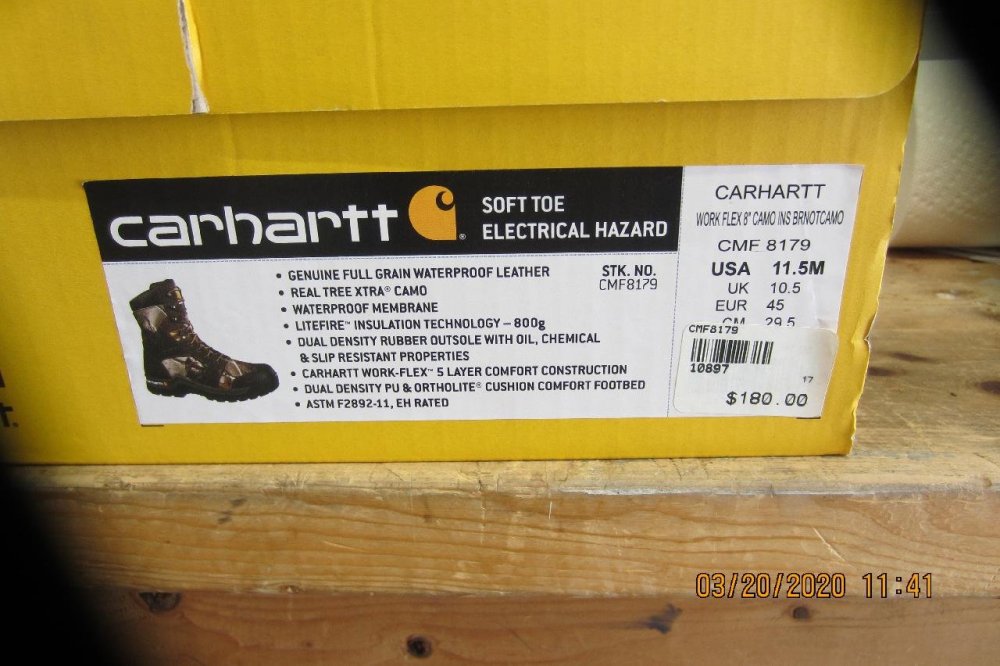 carhartt
SOFT TOE
ELECTRICAL HAZARD
• GENUINE FULL GRAIN WATERPROOF LEATHER
• REAL TREE XTRA® CAMO
• WATERPROOF MEMBRANE
• LITEFIRE™ INSULATION TECHNOLOGY – 800g
• DUAL DENSITY RUBBER OUTSOLE WITH OIL, CHEMICAL
& SLIP RESISTANT PROPERTIES
• CARHARTT WORK-FLEX™ 5 LAYER COMFORT CONSTRUCTION
• DUAL DENSITY PU & ORTHOLITE® CUSHION COMFORT FOOTBED
• ASTM F2892-11, EH RATED
STK. NO.
CMF8179
CARHARTT
WORK FLEX 8" CAMO INS BRNOTCAMO
CMF 8179
USA 11.5M
UK 10.5
EUR 45
CM 29.5
CMF8179
10897
17
$180.00
03/20/2020 11:41